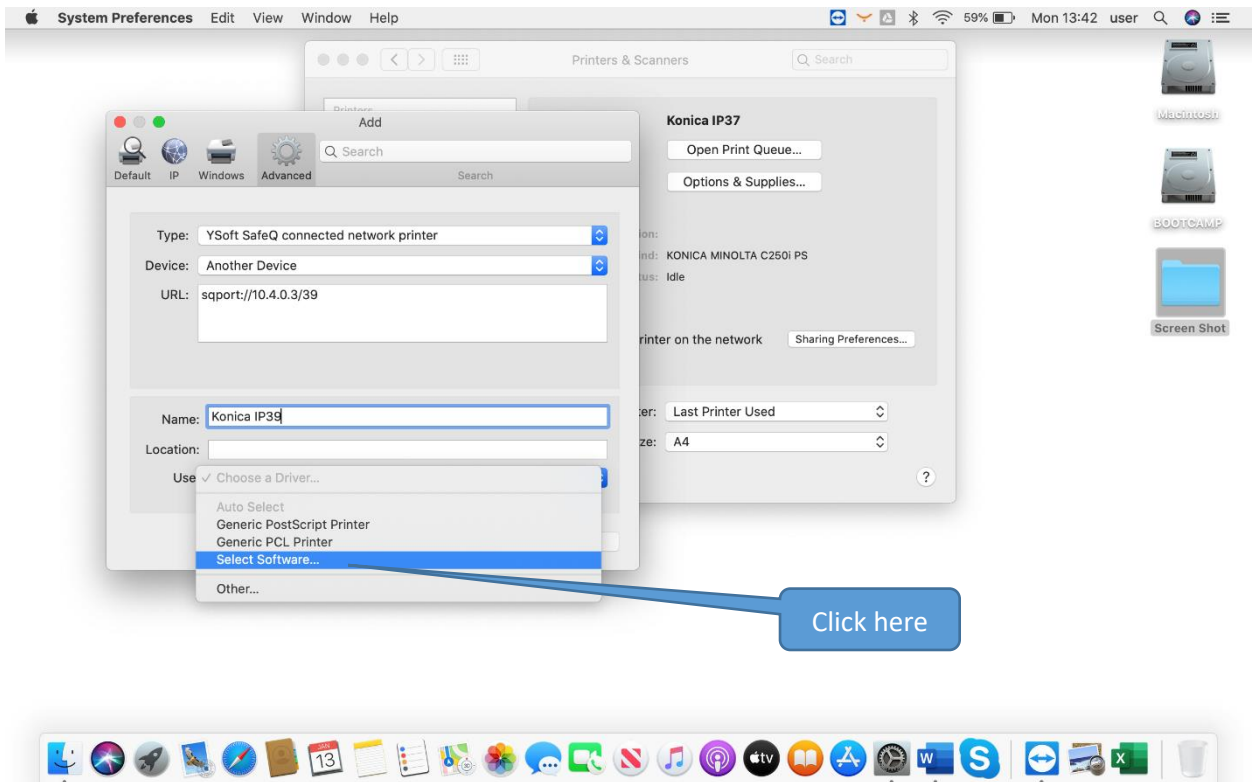 System Preferences Edit View Window Help 59% Mon 13:42 user
Printers & Scanners Search
Macintosh
BOOTCAMP
Screen Shot
Printers
Konica IP37
Open Print Queue...
Options & Supplies...
KONICA MINOLTA C250i PS
Idle
rinter on the network Sharing Preferences...
Last Printer Used
A4
?
Add
Search
Default IP Windows Advanced Search
Type: YSoft SafeQ connected network printer
Device: Another Device
URL: sqport://10.4.0.3/39
Name: Konica IP39
Location:
Use ✓ Choose a Driver...
Auto Select
Generic PostScript Printer
Generic PCL Printer
Select Software...
Other...
Click here
JAN
13
tv
W
S
X